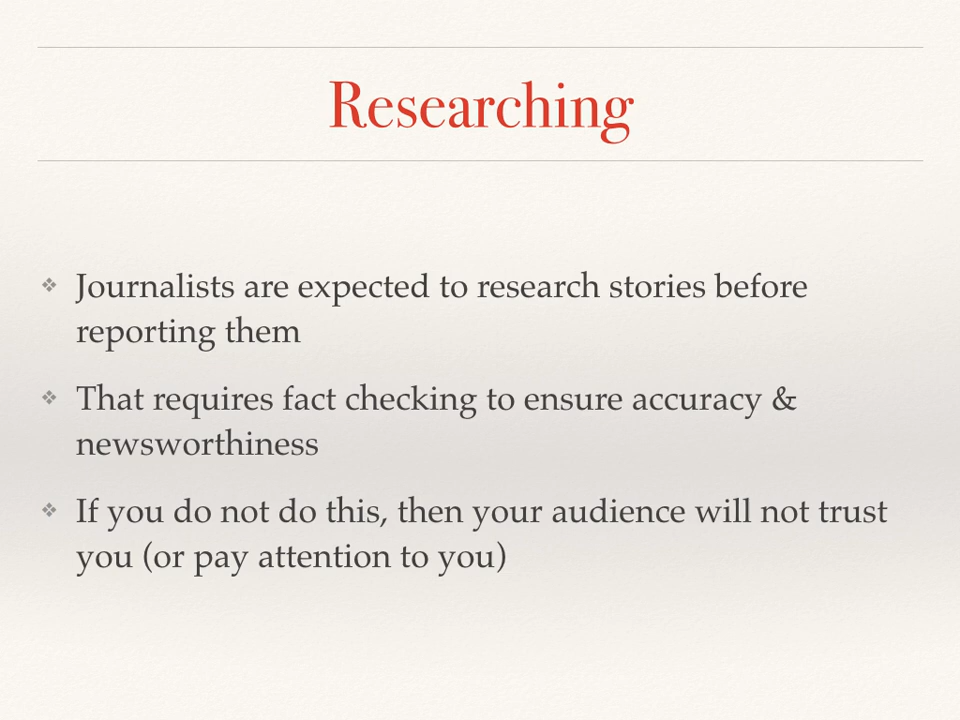 Researching
❖ Journalists are expected to research stories before
reporting them
❖ That requires fact checking to ensure accuracy &
newsworthiness
❖ If you do not do this, then your audience will not trust
you (or pay attention to you)